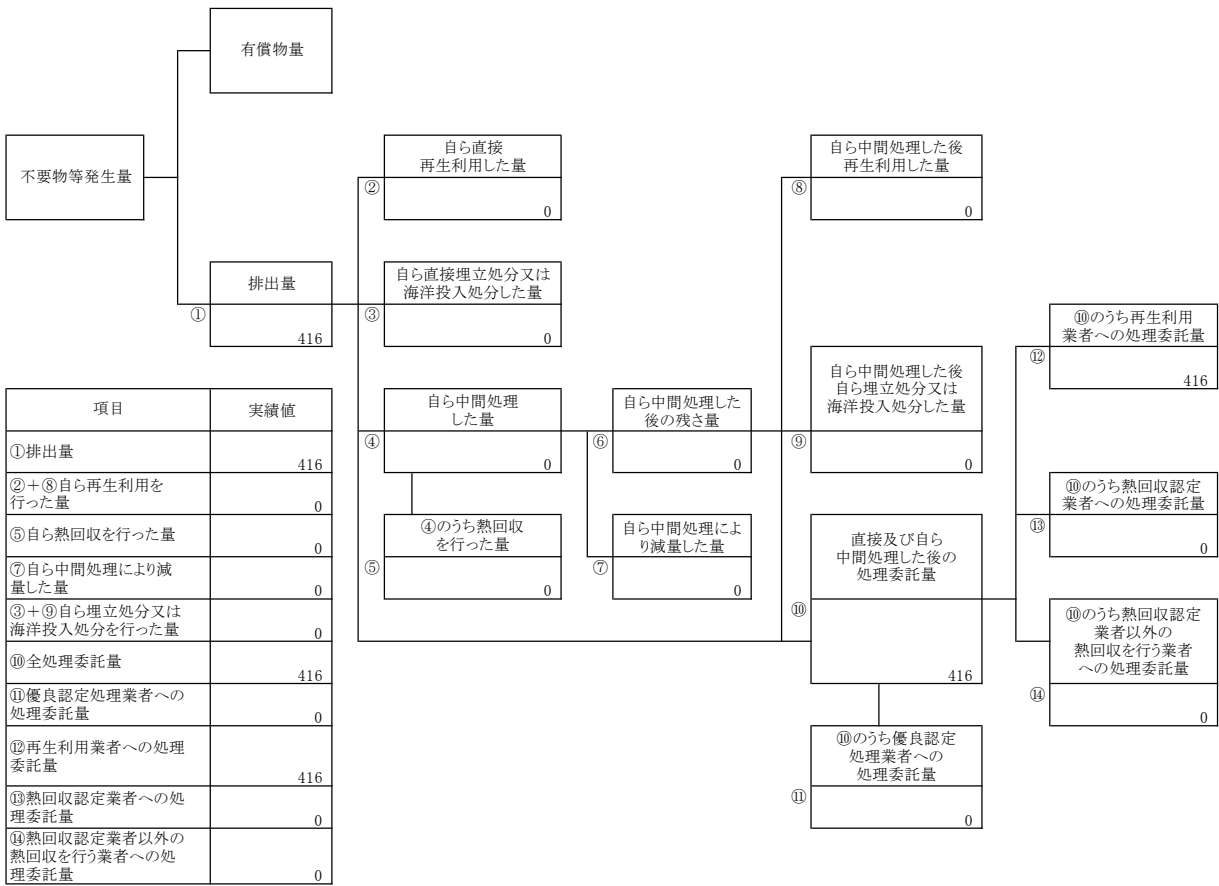 有償物量
不要物等発生量
自ら直接
再生利用した量
②
0
自ら中間処理した後
再生利用した量
⑧
0
排出量
①
416
自ら直接埋立処分又は
海洋投入処分した量
③
0
⑩のうち再生利用
業者への処理委託量
⑫
416
自ら中間処理
した量
④
0
自ら中間処理した
後の残さ量
⑥
0
自ら中間処理した後
自ら埋立処分又は
海洋投入処分した量
⑨
0
⑩のうち熱回収認定
業者への処理委託量
⑬
0
④のうち熱回収
を行った量
⑤
0
自ら中間処理によ
り減量した量
⑦
0
直接及び自ら
中間処理した後の
処理委託量
⑩
416
⑩のうち熱回収認定
業者以外の
熱回収を行う業者
への処理委託量
⑭
0
⑩のうち優良認定
処理業者への
処理委託量
⑪
0
項目 実績値
①排出量 416
②＋⑧自ら再生利用を
行った量 0
⑤自ら熱回収を行った量 0
⑦自ら中間処理により減
量した量 0
③＋⑨自ら埋立処分又は
海洋投入処分を行った量 0
⑩全処理委託量 416
⑪優良認定処理業者への
処理委託量 0
⑫再生利用業者への処理
委託量 416
⑬熱回収認定業者への処
理委託量 0
⑭熱回収認定業者以外の
熱回収を行う業者への処
理委託量 0